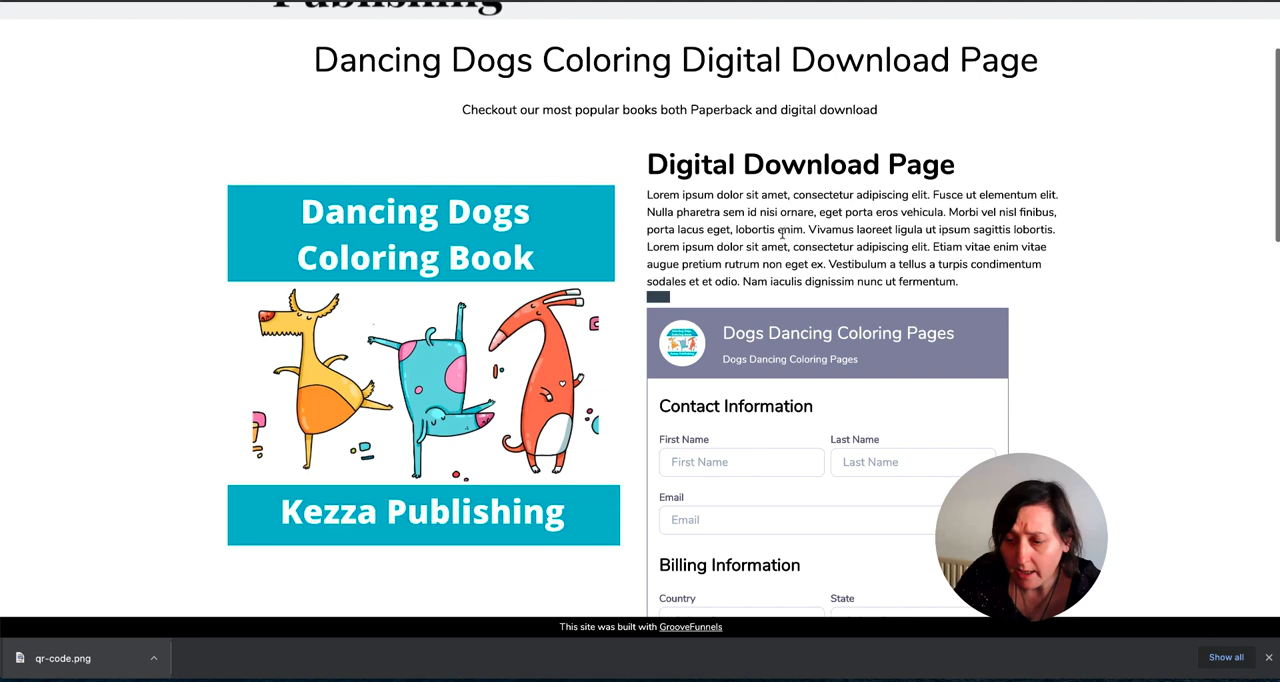 Publishing
Dancing Dogs Coloring Digital Download Page
Checkout our most popular books both Paperback and digital download
Dancing Dogs
Coloring Book
Kezza Publishing
Digital Download Page
Lorem ipsum dolor sit amet, consectetur adipiscing elit. Fusce ut elementum elit.
Nulla pharetra sem id nisi ornare, eget porta eros vehicula. Morbi vel nisl finibus,
porta lacus eget, lobortis enim. Vivamus laoreet ligula ut ipsum sagittis lobortis.
Lorem ipsum dolor sit amet, consectetur adipiscing elit. Etiam vitae enim vitae
augue pretium rutrum non eget ex. Vestibulum a tellus a turpis condimentum
sodales et et odio. Nam iaculis dignissim nunc ut fermentum.
Dogs Dancing Coloring Pages
Dogs Dancing Coloring Pages
Contact Information
First Name Last Name
First Name Last Name
Email
Email
Billing Information
Country State
This site was built with GrooveFunnels
qr-code.png
Show all